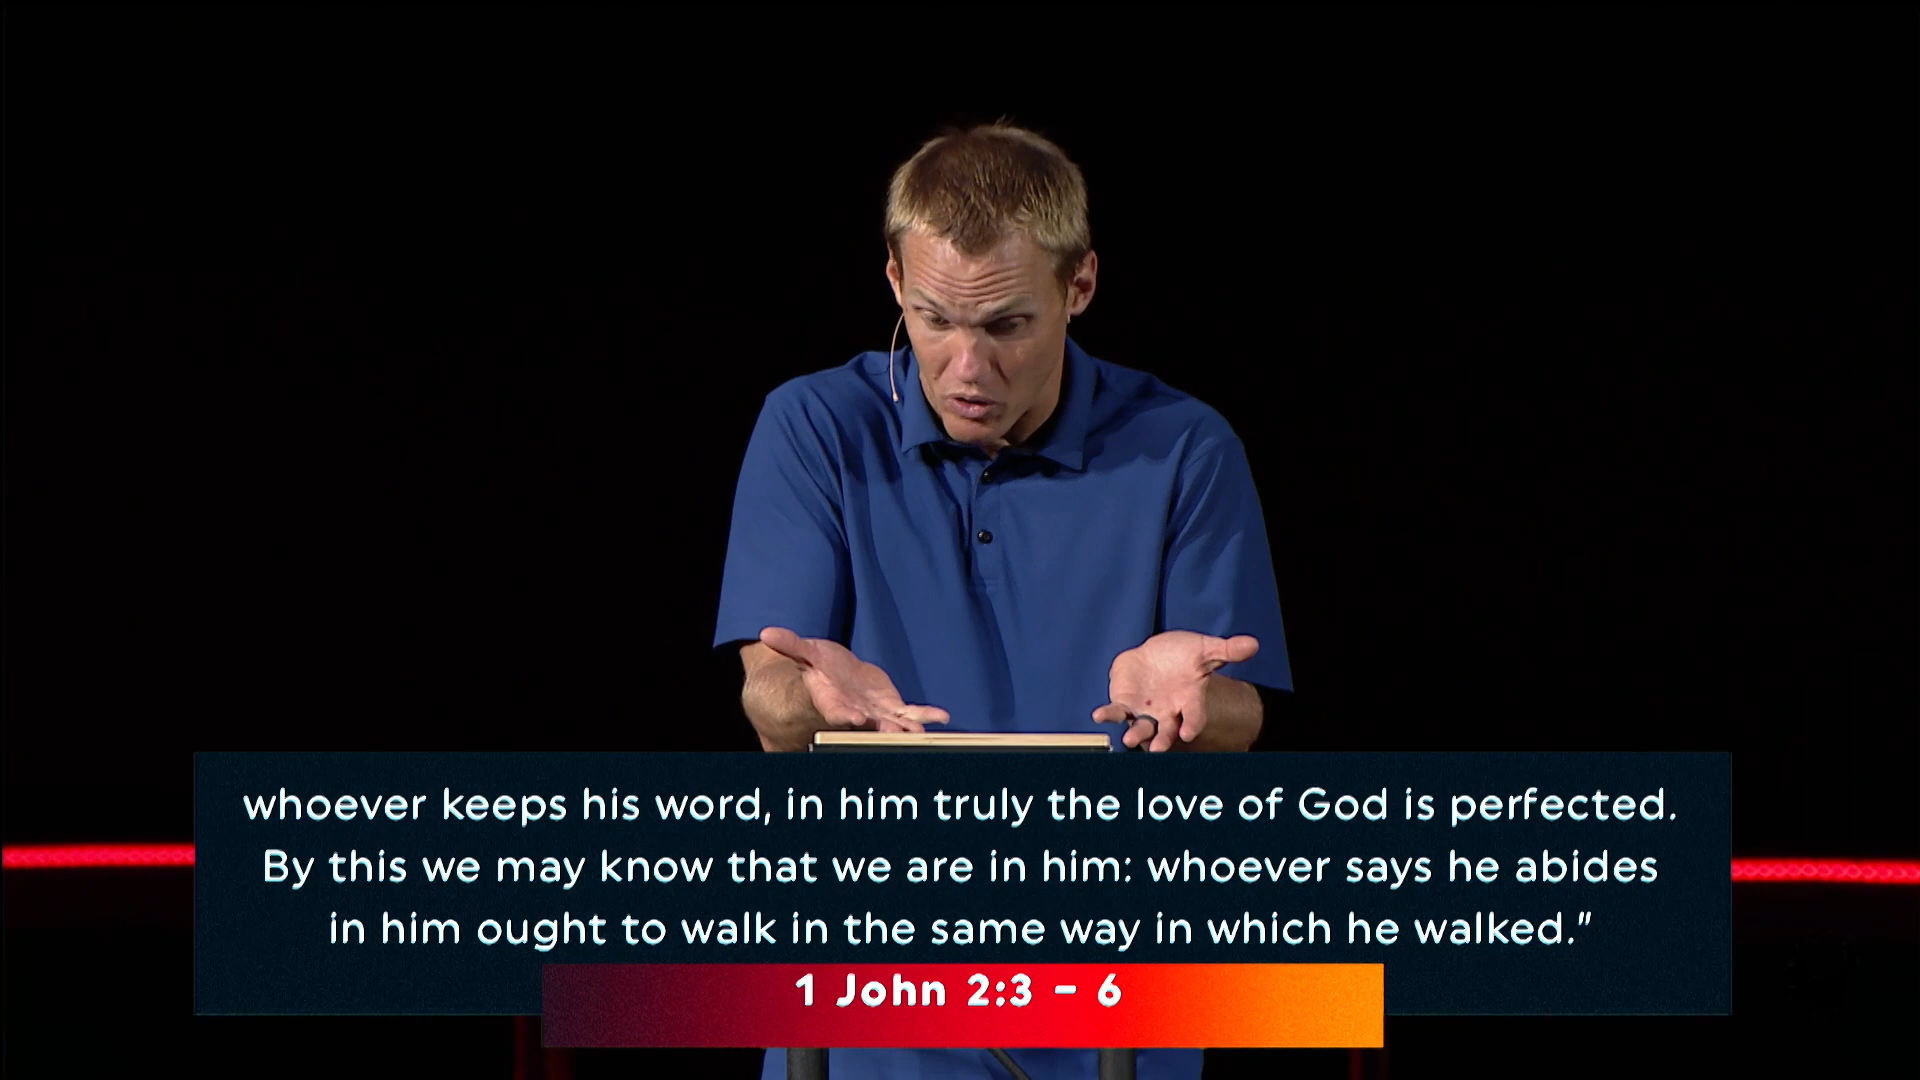 whoever keeps his word, in him truly the love of God is perfected.
By this we may know that we are in him: whoever says he abides
in him ought to walk in the same way in which he walked.”
1 John 2:3 – 6